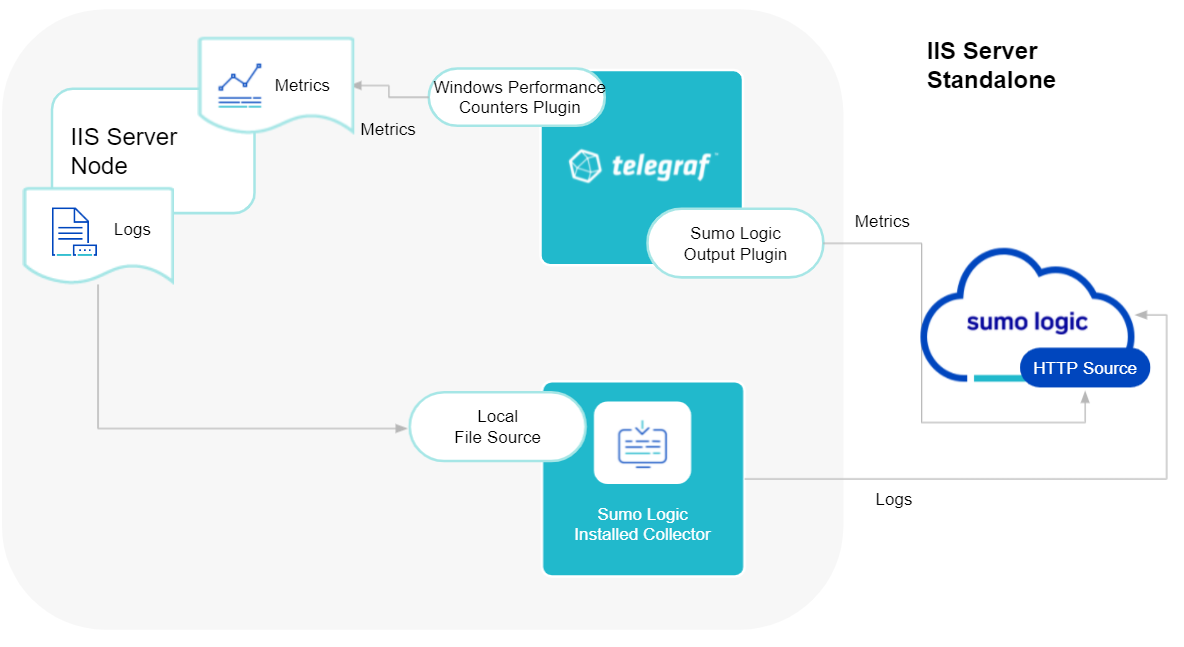 IIS Server
Standalone
Metrics
Windows Performance
Counters Plugin
Metrics
IIS Server
Node
telegraf™
Logs
Sumo Logic
Output Plugin
Metrics
sumo logic
HTTP Source
Local
File Source
Sumo Logic
Installed Collector
Logs